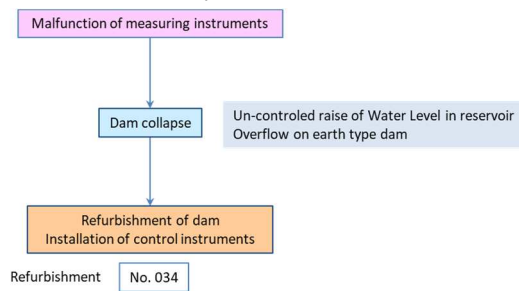 Malfunction of measuring instruments
Dam collapse
Un-controled raise of Water Level in reservoir
Overflow on earth type dam
Refurbishment of dam
Installation of control instruments
Refurbishment No. 034